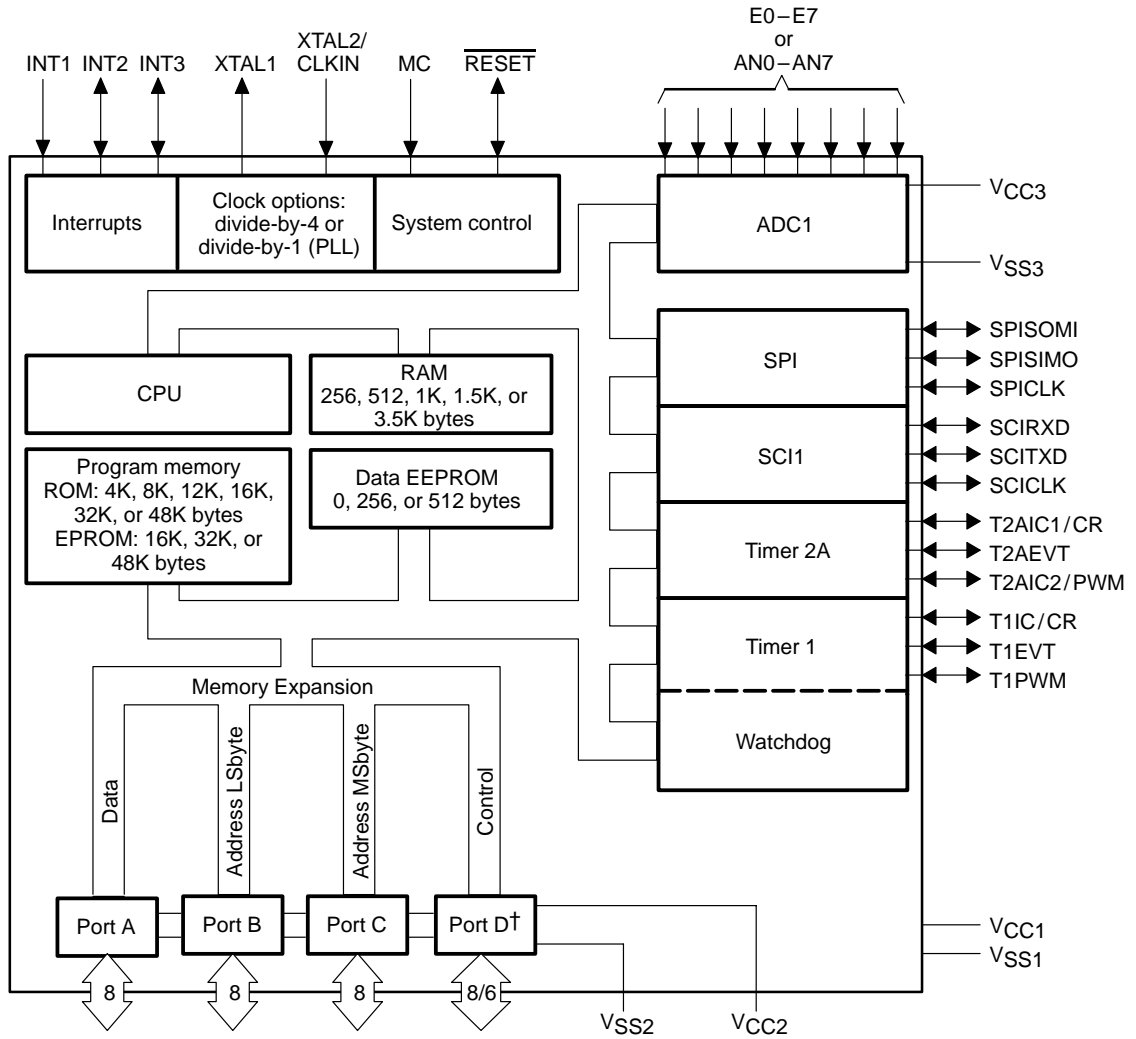 E0–E7
or
AN0–AN7
INT1 INT2 INT3 XTAL1 XTAL2/
CLKIN MC RESET
Interrupts
Clock options:
divide-by-4 or
divide-by-1 (PLL)
System control
ADC1
VCC3
VSS3
CPU
RAM
256, 512, 1K, 1.5K, or
3.5K bytes
Program memory
ROM: 4K, 8K, 12K, 16K,
32K, or 48K bytes
EPROM: 16K, 32K, or
48K bytes
Data EEPROM
0, 256, or 512 bytes
SPI
SPISOMI
SPISIMO
SPICLK
SCI1
SCIRXD
SCITXD
SCICLK
Timer 2A
T2AIC1/CR
T2AEVT
T2AIC2/PWM
Timer 1
T1IC/CR
T1EVT
T1PWM
Watchdog
Memory Expansion
Data
Address LSbyte
Address MSbyte
Control
Port A
Port B
Port C
Port D†
8
8
8
8/6
VCC1
VSS1
VSS2
VCC2